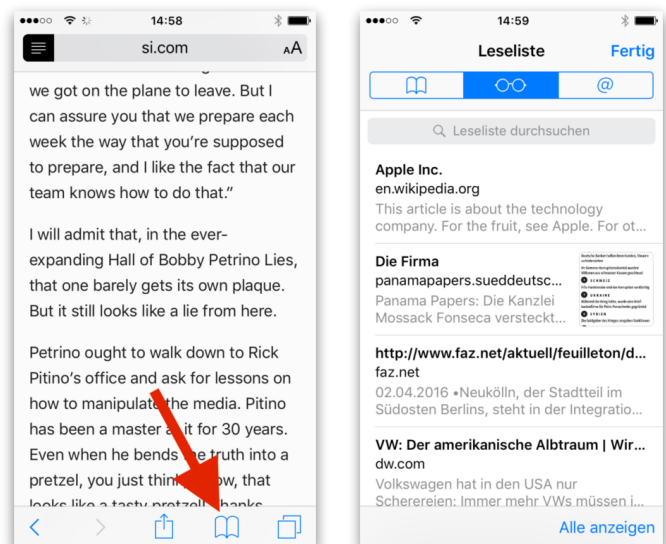 14:58
si.com
AA
we got on the plane to leave. But I
can assure you that we prepare each
week the way that you're supposed
to prepare, and I like the fact that our
team knows how to do that."
I will admit that, in the ever-
expanding Hall of Bobby Petrino Lies,
that one barely gets its own plaque.
But it still looks like a lie from here.
Petrino ought to walk down to Rick
Pitino's office and ask for lessons on
how to manipulate the media. Pitino
has been a master it for 30 years.
Even when he bends the truth into a
pretzel, you just think, that
looks like a tasty pretzel
14:59
Leseliste
Fertig
@
Leseliste durchsuchen
Apple Inc.
en.wikipedia.org
This article is about the technology
company. For the fruit, see Apple. For ot...
Die Firma
panamapapers.sueddeutsc...
Panama Papers: Die Kanzlei
Mossack Fonseca versteckt...
SCHWEIZ
UKRAINE
SYRIEN
http://www.faz.net/aktuell/feuilleton/d...
faz.net
02.04.2016 •Neukölln, der Stadtteil im
Südosten Berlins, steht in der Integratio...
VW: Der amerikanische Albtraum | Wir...
dw.com
Volkswagen hat in den USA nur
Scherereien: Immer mehr VWs müssen i...
Alle anzeigen